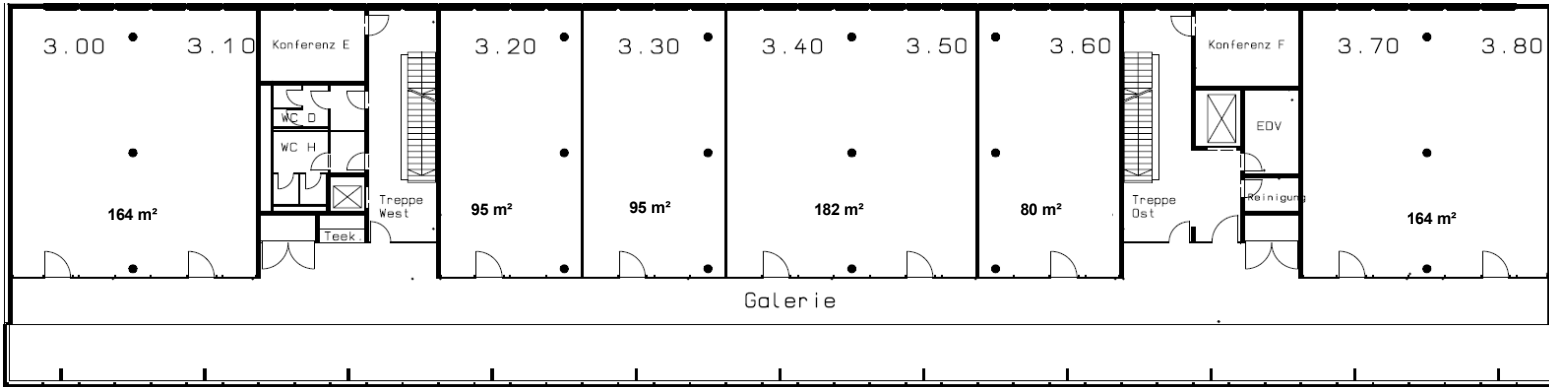 3.00
3.10
Konferenz E
3.20
3.30
3.40
3.50
3.60
Konferenz F
3.70
3.80
WC D
WC H
EDV
Treppe
West
Treppe
Ost
Reinigung
164 m²
95 m²
95 m²
182 m²
80 m²
164 m²
Teek.
Galerie